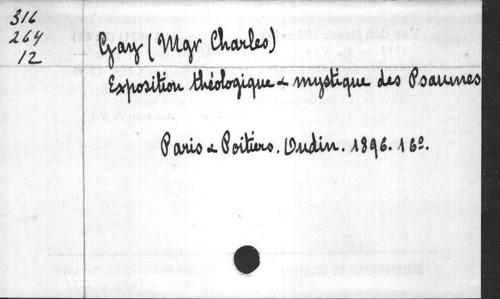 316
264
12
Gay (Mgr Charles)
Exposition théologique & mystique des Psaumes
Paris & Poitiers. Oudin. 1896. 16º.